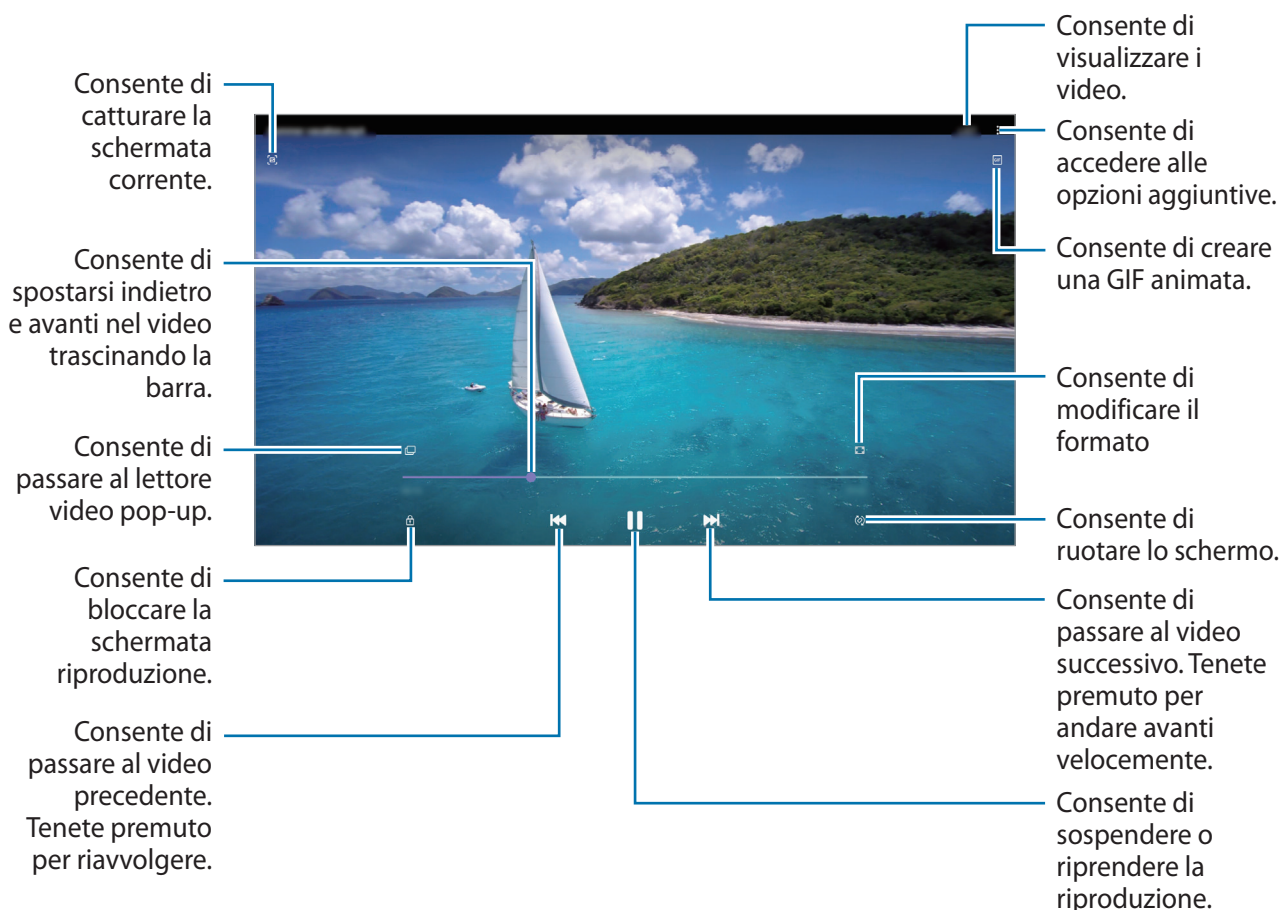 Consente di
catturare la
schermata
corrente.
Consente di
spostarsi indietro
e avanti nel video
trascinando la
barra.
Consente di
passare al lettore
video pop-up.
Consente di
bloccare la
schermata
riproduzione.
Consente di
passare al video
precedente.
Tenete premuto
per riavvolgere.
Consente di
visualizzare i
video.
Consente di
accedere alle
opzioni aggiuntive.
Consente di creare
una GIF animata.
Consente di
modificare il
formato
Consente di
ruotare lo schermo.
Consente di
passare al video
successivo. Tenete
premuto per
andare avanti
velocemente.
Consente di
sospendere o
riprendere la
riproduzione.